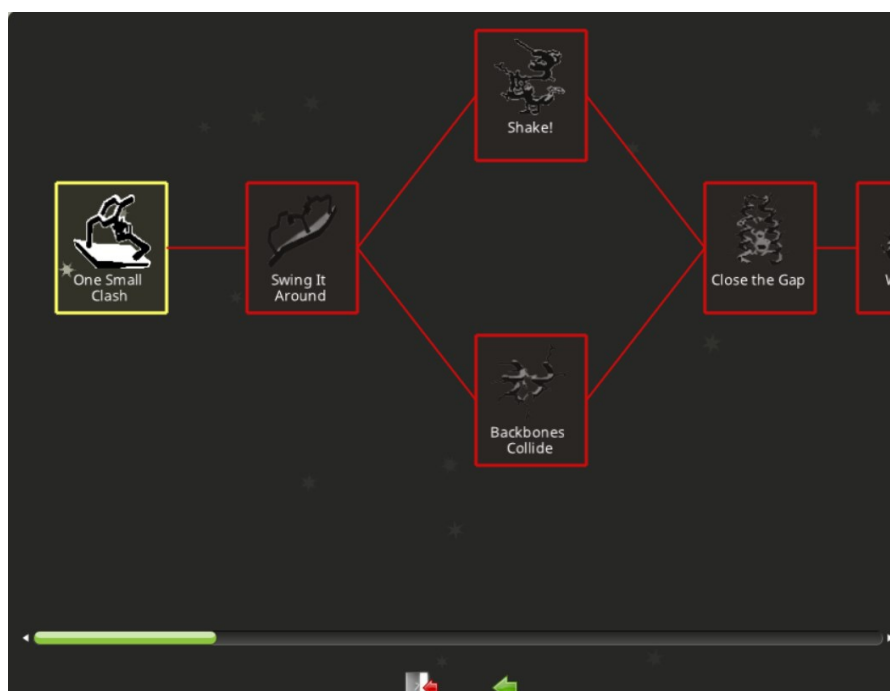 Shake!
One Small
Clash
Swing It
Around
Close the Gap
Backbones
Collide